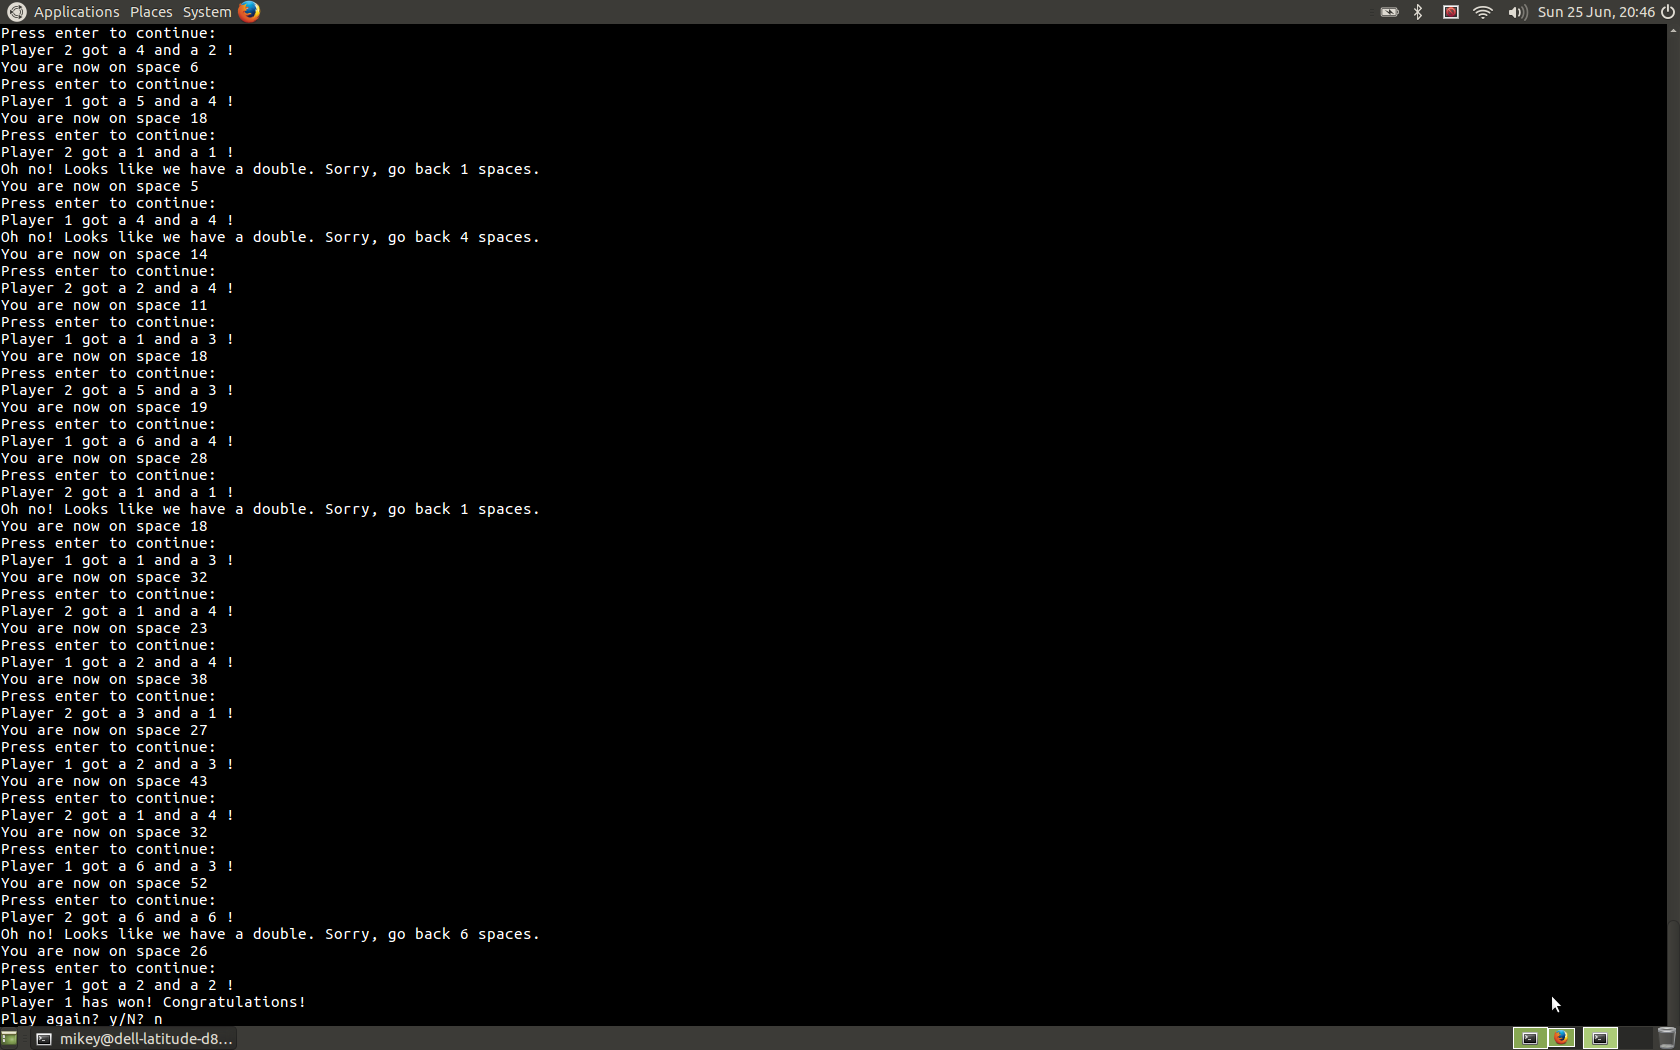 Applications Places System Sun 25 Jun, 20:46
Press enter to continue:
Player 2 got a 4 and a 2 !
You are now on space 6
Press enter to continue:
Player 1 got a 5 and a 4 !
You are now on space 18
Press enter to continue:
Player 2 got a 1 and a 1 !
Oh no! Looks like we have a double. Sorry, go back 1 spaces.
You are now on space 5
Press enter to continue:
Player 1 got a 4 and a 4 !
Oh no! Looks like we have a double. Sorry, go back 4 spaces.
You are now on space 14
Press enter to continue:
Player 2 got a 2 and a 4 !
You are now on space 11
Press enter to continue:
Player 1 got a 1 and a 3 !
You are now on space 18
Press enter to continue:
Player 2 got a 5 and a 3 !
You are now on space 19
Press enter to continue:
Player 1 got a 6 and a 4 !
You are now on space 28
Press enter to continue:
Player 2 got a 1 and a 1 !
Oh no! Looks like we have a double. Sorry, go back 1 spaces.
You are now on space 18
Press enter to continue:
Player 1 got a 1 and a 3 !
You are now on space 32
Press enter to continue:
Player 2 got a 1 and a 4 !
You are now on space 23
Press enter to continue:
Player 1 got a 2 and a 4 !
You are now on space 38
Press enter to continue:
Player 2 got a 3 and a 1 !
You are now on space 27
Press enter to continue:
Player 1 got a 2 and a 3 !
You are now on space 43
Press enter to continue:
Player 2 got a 1 and a 4 !
You are now on space 32
Press enter to continue:
Player 1 got a 6 and a 3 !
You are now on space 52
Press enter to continue:
Player 2 got a 6 and a 6 !
Oh no! Looks like we have a double. Sorry, go back 6 spaces.
You are now on space 26
Press enter to continue:
Player 1 got a 2 and a 2 !
Player 1 has won! Congratulations!
Play again? y/N? n
mikey@dell-latitude-d8...